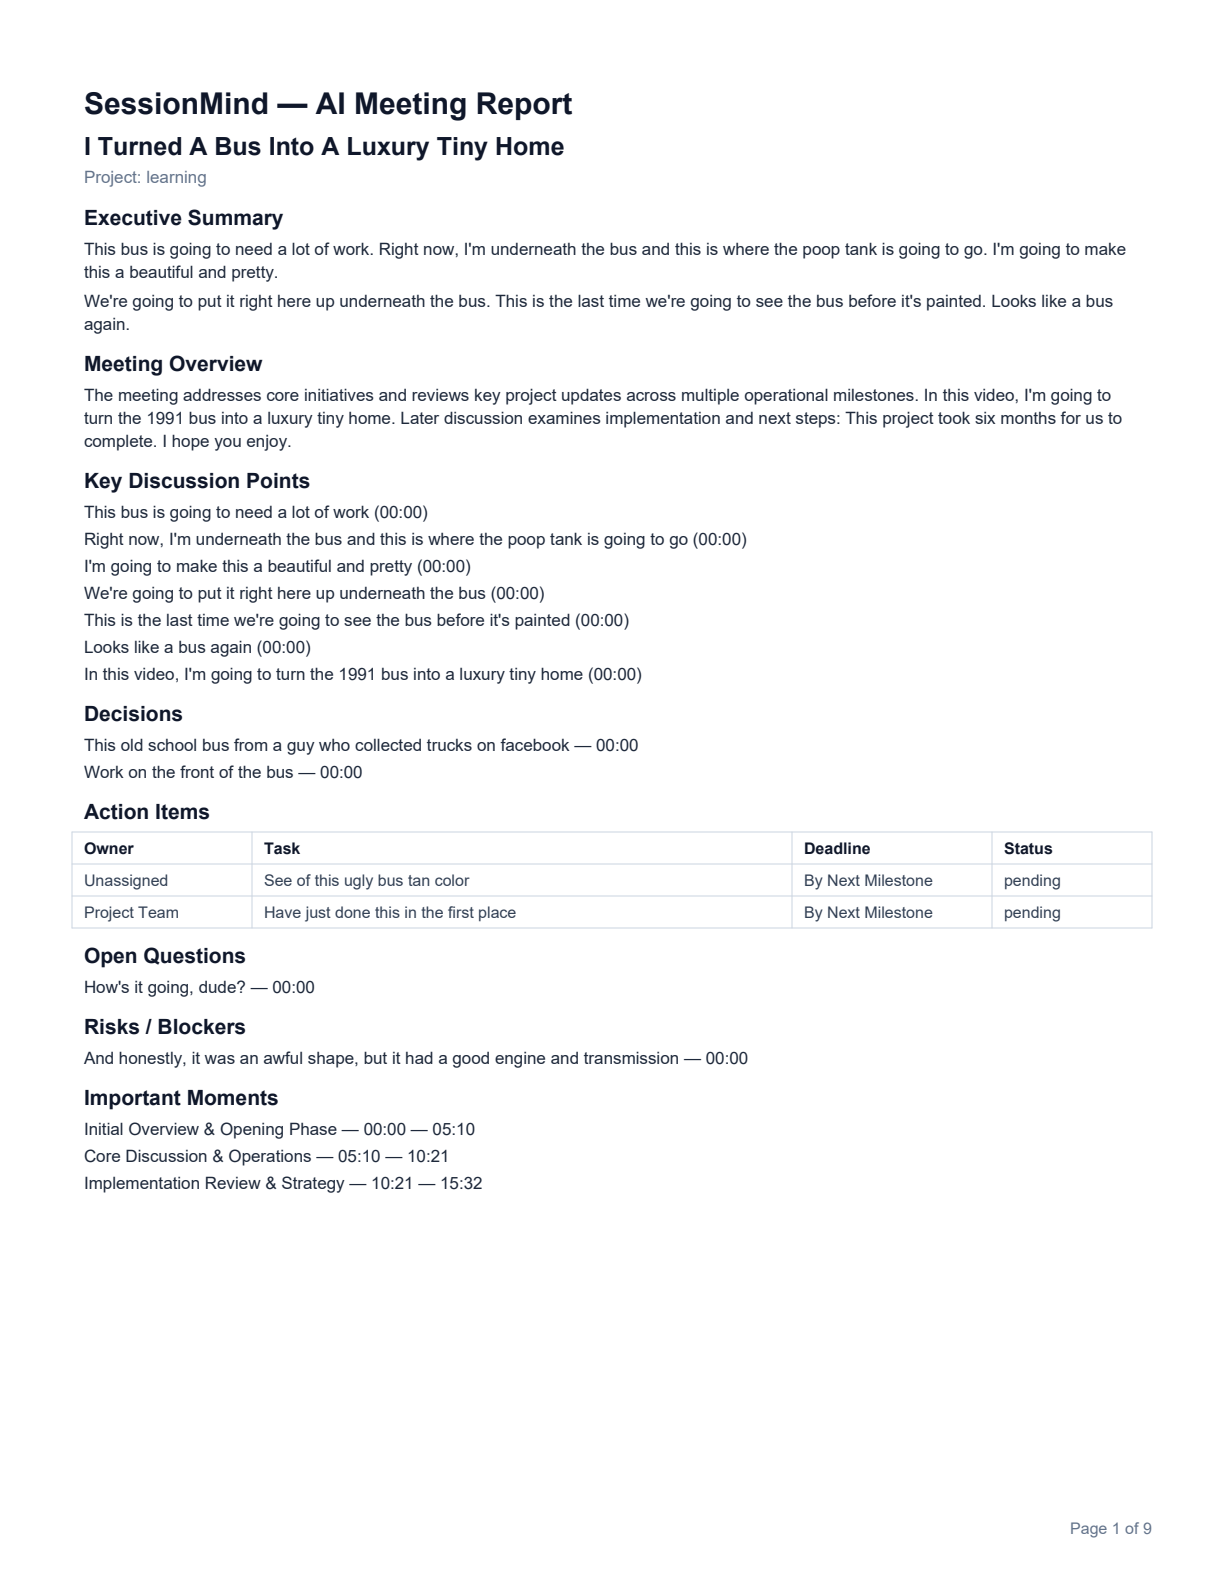 SessionMind — AI Meeting Report
I Turned A Bus Into A Luxury Tiny Home
Project: learning
Executive Summary
This bus is going to need a lot of work. Right now, I'm underneath the bus and this is where the poop tank is going to go. I'm going to make
this a beautiful and pretty.
We're going to put it right here up underneath the bus. This is the last time we're going to see the bus before it's painted. Looks like a bus
again.
Meeting Overview
The meeting addresses core initiatives and reviews key project updates across multiple operational milestones. In this video, I'm going to
turn the 1991 bus into a luxury tiny home. Later discussion examines implementation and next steps: This project took six months for us to
complete. I hope you enjoy.
Key Discussion Points
This bus is going to need a lot of work (00:00)
Right now, I'm underneath the bus and this is where the poop tank is going to go (00:00)
I'm going to make this a beautiful and pretty (00:00)
We're going to put it right here up underneath the bus (00:00)
This is the last time we're going to see the bus before it's painted (00:00)
Looks like a bus again (00:00)
In this video, I'm going to turn the 1991 bus into a luxury tiny home (00:00)
Decisions
This old school bus from a guy who collected trucks on facebook — 00:00
Work on the front of the bus — 00:00
Action Items
Owner Task Deadline Status
Unassigned See of this ugly bus tan color By Next Milestone pending
Project Team Have just done this in the first place By Next Milestone pending
Open Questions
How's it going, dude? — 00:00
Risks / Blockers
And honestly, it was an awful shape, but it had a good engine and transmission — 00:00
Important Moments
Initial Overview & Opening Phase — 00:00 — 05:10
Core Discussion & Operations — 05:10 — 10:21
Implementation Review & Strategy — 10:21 — 15:32
Page 1 of 9